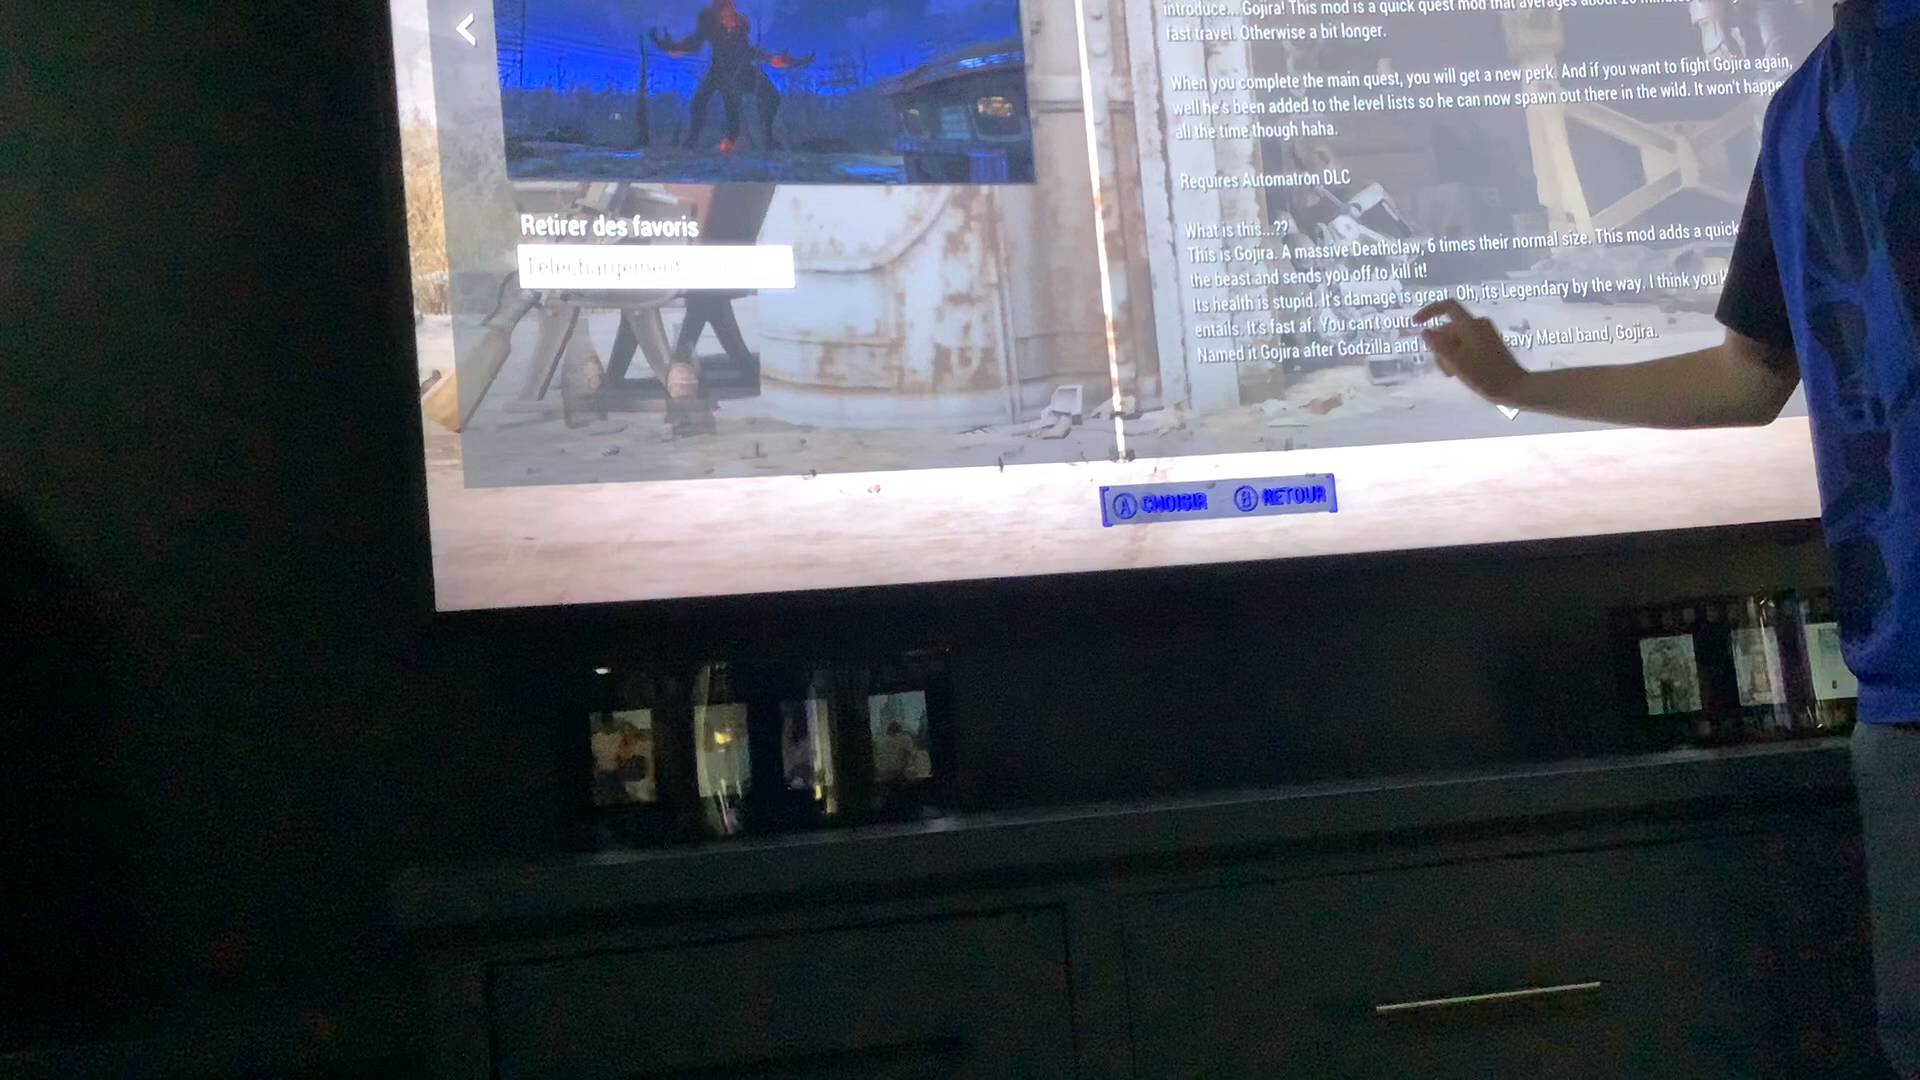 Retirer des favoris
Téléchargement
introduce... Gojira! This mod is a quick quest mod that averages about 20
fast travel. Otherwise a bit longer.
When you complete the main quest, you will get a new perk. And if you want to fight Gojira again,
well he's been added to the level lists so he can now spawn out there in the wild. It won't happe
all the time though haha.
Requires Automatron DLC
What is this...??
This is Gojira. A massive Deathclaw, 6 times their normal size. This mod adds a quick
the beast and sends you off to kill it!
Its health is stupid. It's damage is great. Oh, its Legendary by the way. I think you
entails. It's fast af. You can't outru
Named it Gojira after Godzilla and eavy Metal band, Gojira.
A CHOISIR B RETOUR